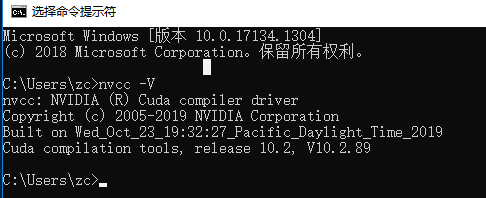 选择命令提示符
Microsoft Windows [版本 10.0.17134.1304]
(c) 2018 Microsoft Corporation。保留所有权利。
C:\Users\zc>nvcc -V
nvcc: NVIDIA (R) Cuda compiler driver
Copyright (c) 2005-2019 NVIDIA Corporation
Built on Wed_Oct_23_19:32:27_Pacific_Daylight_Time_2019
Cuda compilation tools, release 10.2, V10.2.89
C:\Users\zc>